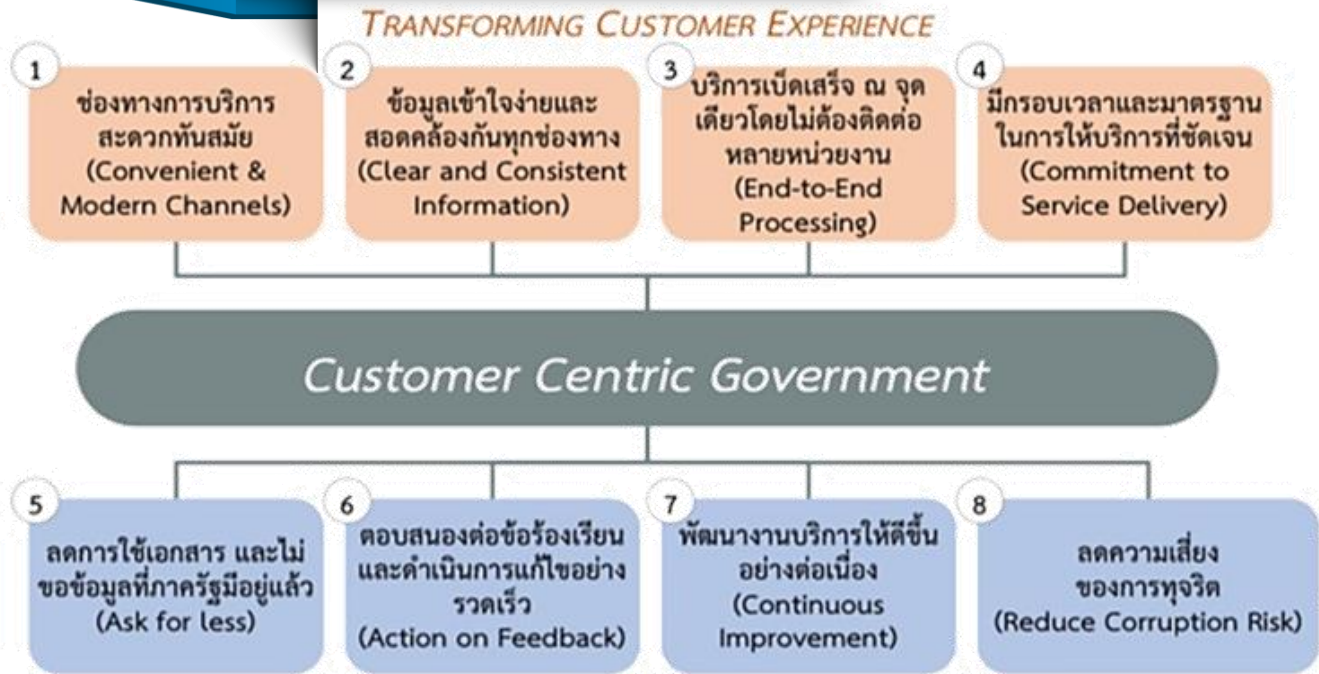 TRANSFORMING CUSTOMER EXPERIENCE
1
ช่องทางการบริการ
สะดวกทันสมัย
(Convenient &
Modern Channels)
2
ข้อมูลเข้าใจง่ายและ
สอดคล้องกันทุกช่องทาง
(Clear and Consistent
Information)
3
บริการเบ็ดเสร็จ ณ จุด
เดียวโดยไม่ต้องติดต่อ
หลายหน่วยงาน
(End-to-End
Processing)
4
มีกรอบเวลาและมาตรฐาน
ในการให้บริการที่ชัดเจน
(Commitment to
Service Delivery)
Customer Centric Government
5
ลดการใช้เอกสาร และไม่
ขอข้อมูลที่ภาครัฐมีอยู่แล้ว
(Ask for less)
6
ตอบสนองต่อข้อร้องเรียน
และดำเนินการแก้ไขอย่าง
รวดเร็ว
(Action on Feedback)
7
พัฒนางานบริการให้ดีขึ้น
อย่างต่อเนื่อง
(Continuous
Improvement)
8
ลดความเสี่ยง
ของการทุจริต
(Reduce Corruption Risk)